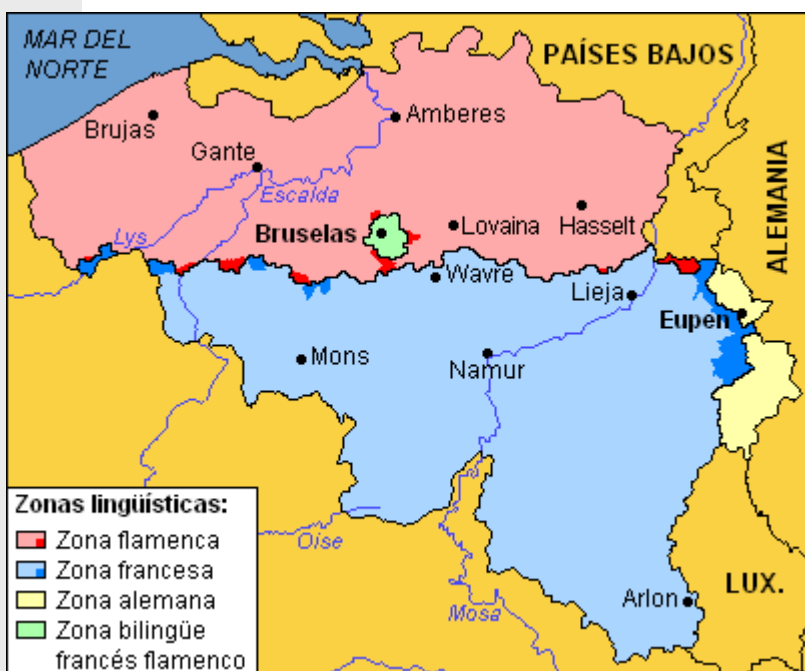 MAR DEL
NORTE
PAÍSES BAJOS
Brujas
Amberes
Gante
Escalda
ALEMANIA
Lys
Bruselas
Lovaina
Hasselt
Wavre
Lieja
Eupen
Mons
Namur
Zonas lingüísticas:
Zona flamenca
Zona francesa
Zona alemana
Zona bilingüe
francés flamenco
Oise
Mosa
Arlon
LUX.